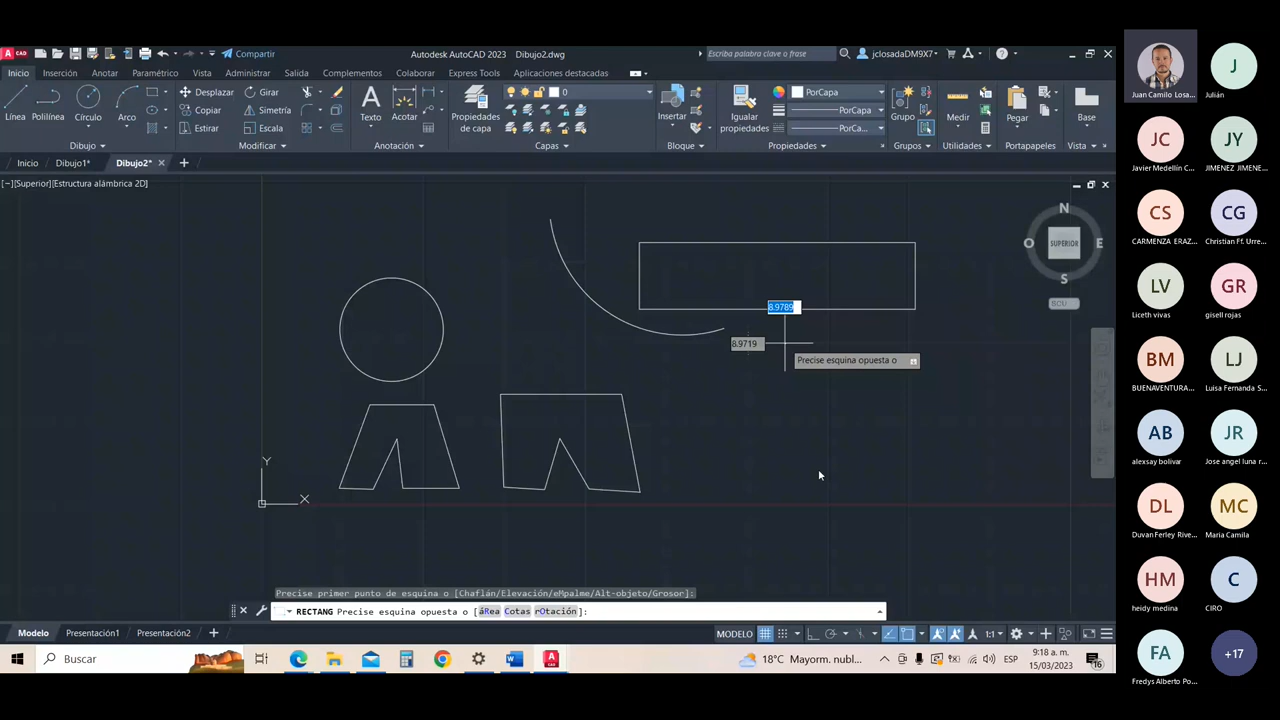 A CAD
Compartir
Autodesk AutoCAD 2023 Dibujo2.dwg
Escriba palabra clave o frase
jclosadaDM9X7
Inicio Inserción Anotar Paramétrico Vista Administrar Salida Complementos Colaborar Express Tools Aplicaciones destacadas
Línea Polilínea Círculo Arco
Desplazar Girar
Copiar Simetría
Estirar Escala
Texto Acotar
Propiedades de capa
0
Insertar
Igualar propiedades
PorCapa
PorCapa
PorCa...
Grupo
Medir
Pegar
Base
Dibujo Modificar Anotación Capas Bloque Propiedades Grupos Utilidades Portapapeles Vista
Inicio Dibujo1* Dibujo2*
[−][Superior][Estructura alámbrica 2D]
N
O SUPERIOR E
S
BCU
8.9789
8.9719
Precise esquina opuesta o
Y
X
Precise primer punto de esquina o [Chaflán/Elevación/eMpalme/Alt-objeto/Grosor]:
RECTANG Precise esquina opuesta o [áRea Cotas rOtación]:
Modelo Presentación1 Presentación2
MODELO
1:1
Buscar
18°C Mayorm. nubl...
ESP
9:18 a. m.
15/03/2023
16
Juan Camilo Losa...
J
Julián
JC
Javier Medellín C...
JY
JIMENEZ JIMENE...
CS
CARMENZA ERAZ...
CG
Christian Ff. Urre...
LV
Liceth vivas
GR
gisell rojas
BM
BUENAVENTURA...
LJ
Luisa Fernanda S...
AB
alexsay bolivar
JR
Jose angel luna r...
DL
Duvan Ferley Rive...
MC
Maria Camila
HM
heidy medina
C
CIRO
FA
Fredys Alberto Po...
+17